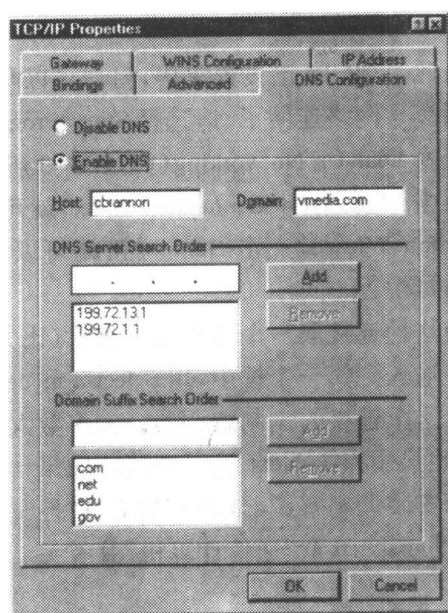 TCP/IP Properties
Gateway WINS Configuration IP Address
Bindings Advanced DNS Configuration
Disable DNS
Enable DNS
Host: cbrannon Domain: vmedia.com
DNS Server Search Order
. . . Add
199.72.13.1 Remove
199.72.1.1
Domain Suffix Search Order
Add
com Remove
net
edu
gov
OK Cancel